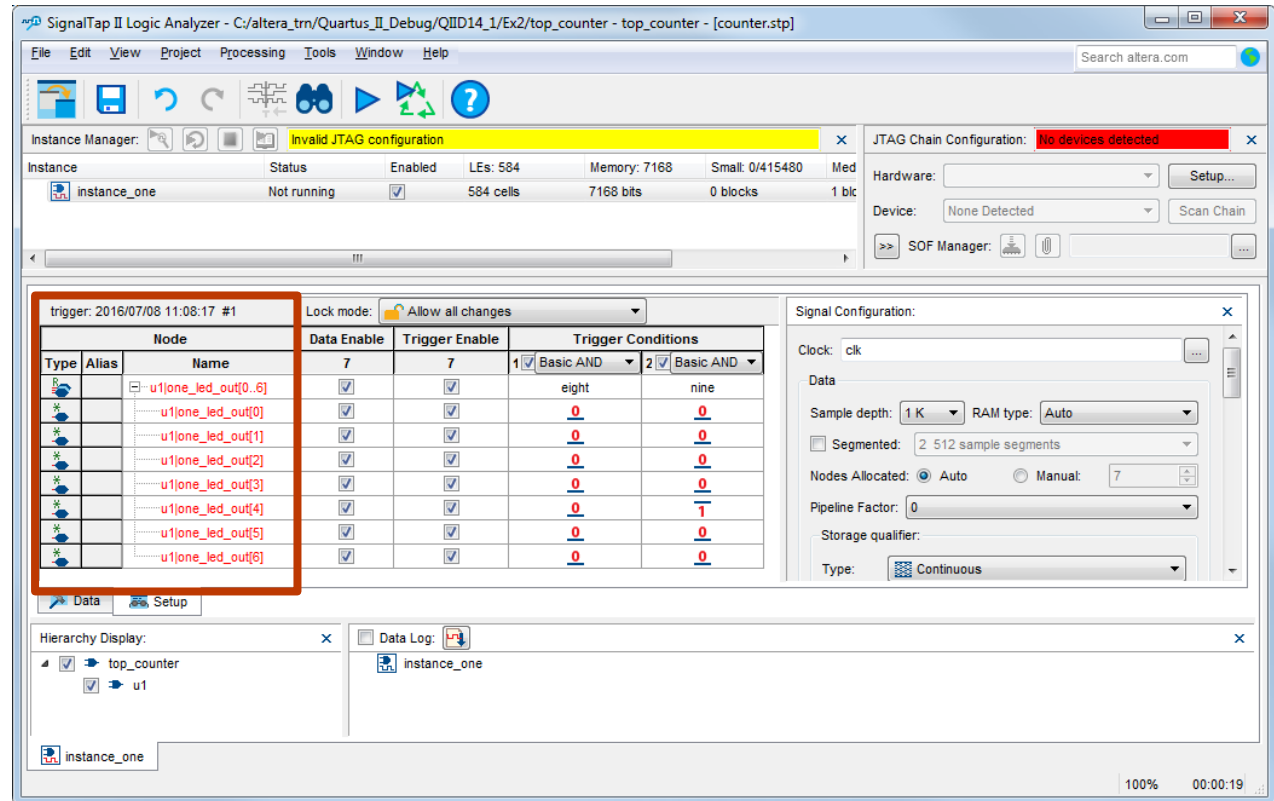 SignalTap II Logic Analyzer - C:/altera_trn/Quartus_II_Debug/QIID14_1/Ex2/top_counter - top_counter - [counter.stp]
File Edit View Project Processing Tools Window Help
Search altera.com
Instance Manager: Invalid JTAG configuration
JTAG Chain Configuration: No devices detected
Instance Status Enabled LEs: 584 Memory: 7168 Small: 0/415480 Med
instance_one Not running 584 cells 7168 bits 0 blocks 1 blc
Hardware: Setup...
Device: None Detected Scan Chain
>> SOF Manager: ...
trigger: 2016/07/08 11:08:17 #1 Lock mode: Allow all changes
Node Data Enable Trigger Enable Trigger Conditions
Type Alias Name 7 7 1 Basic AND 2 Basic AND
u1|one_led_out[0..6] eight nine
u1|one_led_out[0] 0 0
u1|one_led_out[1] 0 0
u1|one_led_out[2] 0 0
u1|one_led_out[3] 0 0
u1|one_led_out[4] 0 1
u1|one_led_out[5] 0 0
u1|one_led_out[6] 0 0
Signal Configuration:
Clock: clk ...
Data
Sample depth: 1 K RAM type: Auto
Segmented: 2 512 sample segments
Nodes Allocated: Auto Manual: 7
Pipeline Factor: 0
Storage qualifier:
Type: Continuous
Data Setup
Hierarchy Display:
top_counter
u1
Data Log:
instance_one
instance_one
100% 00:00:19